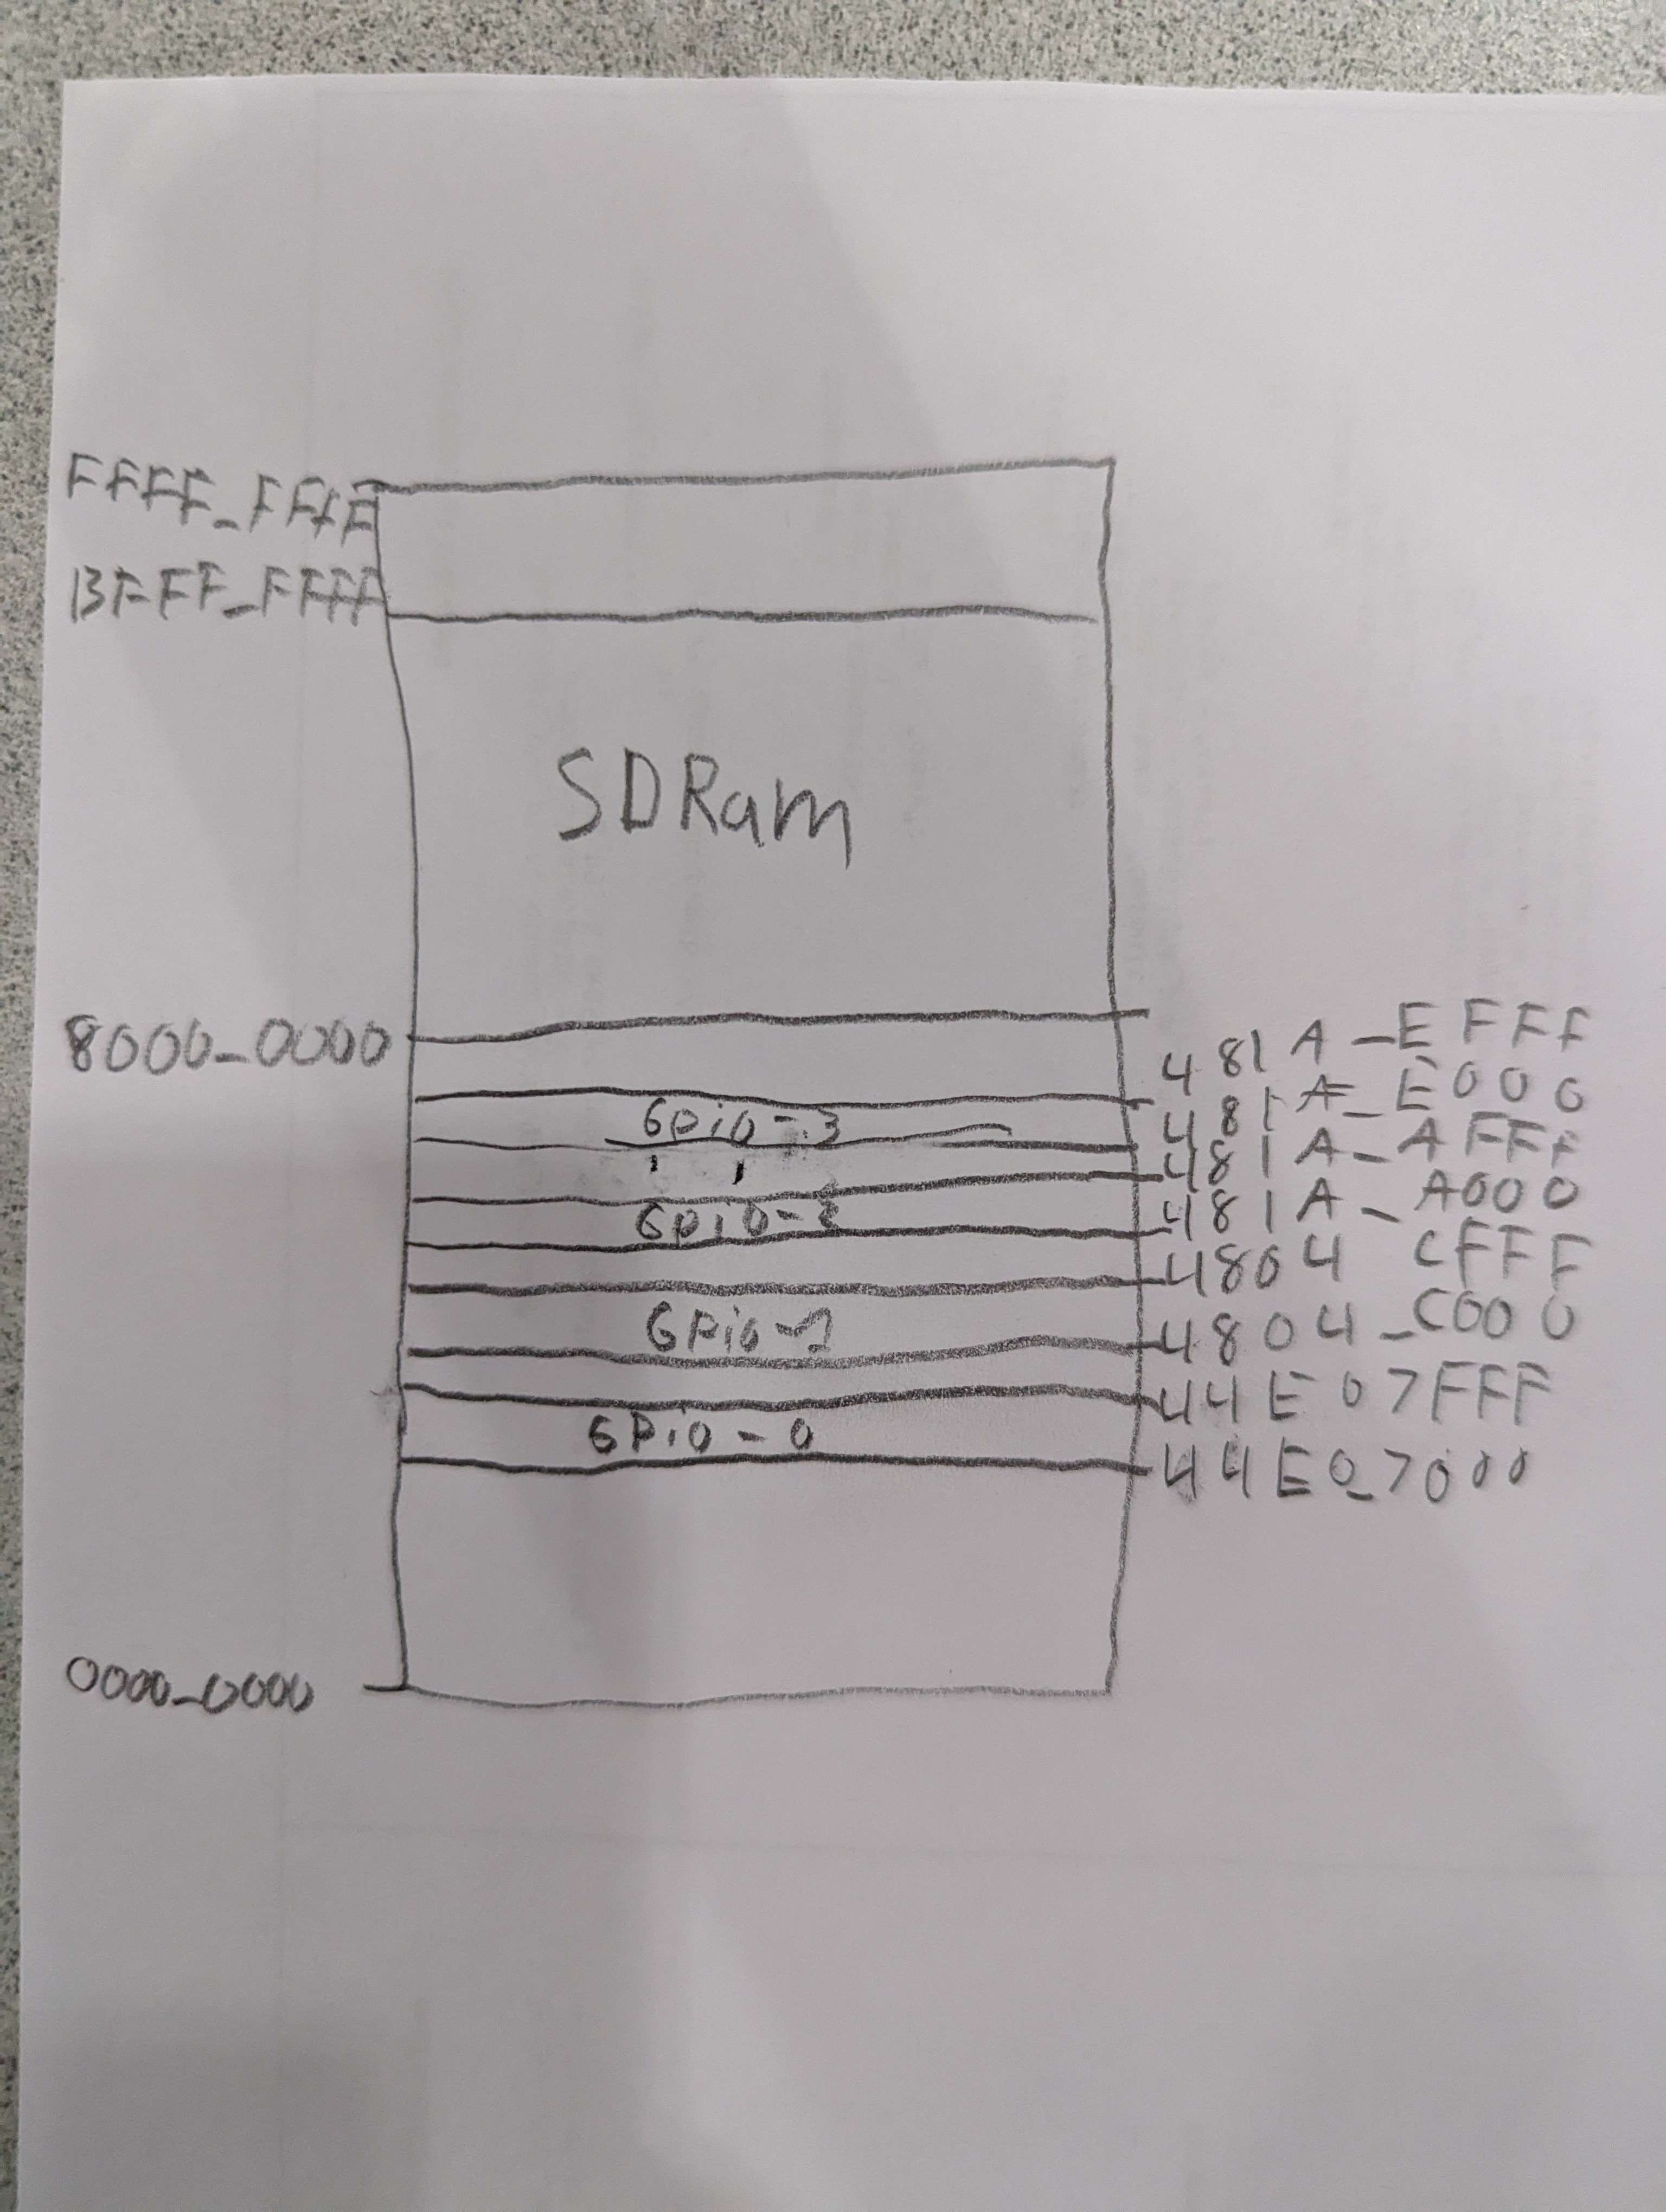 FFFF_FFFF
BFFF_FFFF
SDRam
8000_0000
481A_EFFF
481A_E000
Gpio-3
481A_AFFF
481A_A000
Gpio-2
4804 CFFF
4804_C000
GPio-1
44E07FFF
GPio-0
44E0_7000
0000_0000